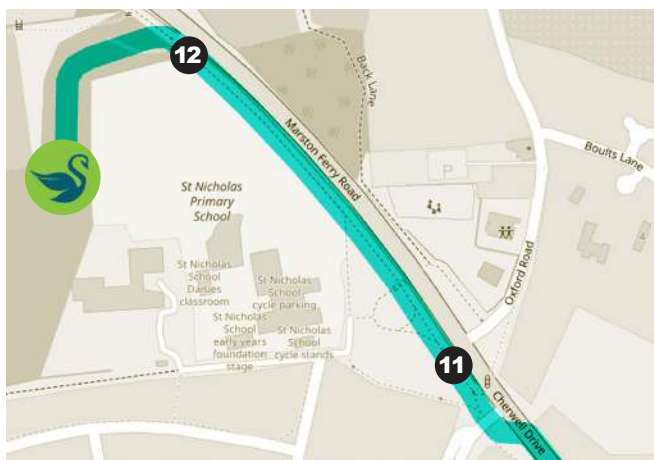 12
Back Lane
Marston Ferry Road
P
Boults Lane
St Nicholas
Primary
School
Oxford Road
St Nicholas
School
Daisies
classroom
St Nicholas
School
cycle parking
St Nicholas
School
early years
foundation
stage
St Nicholas
School
cycle stands
11
Cherwell Drive